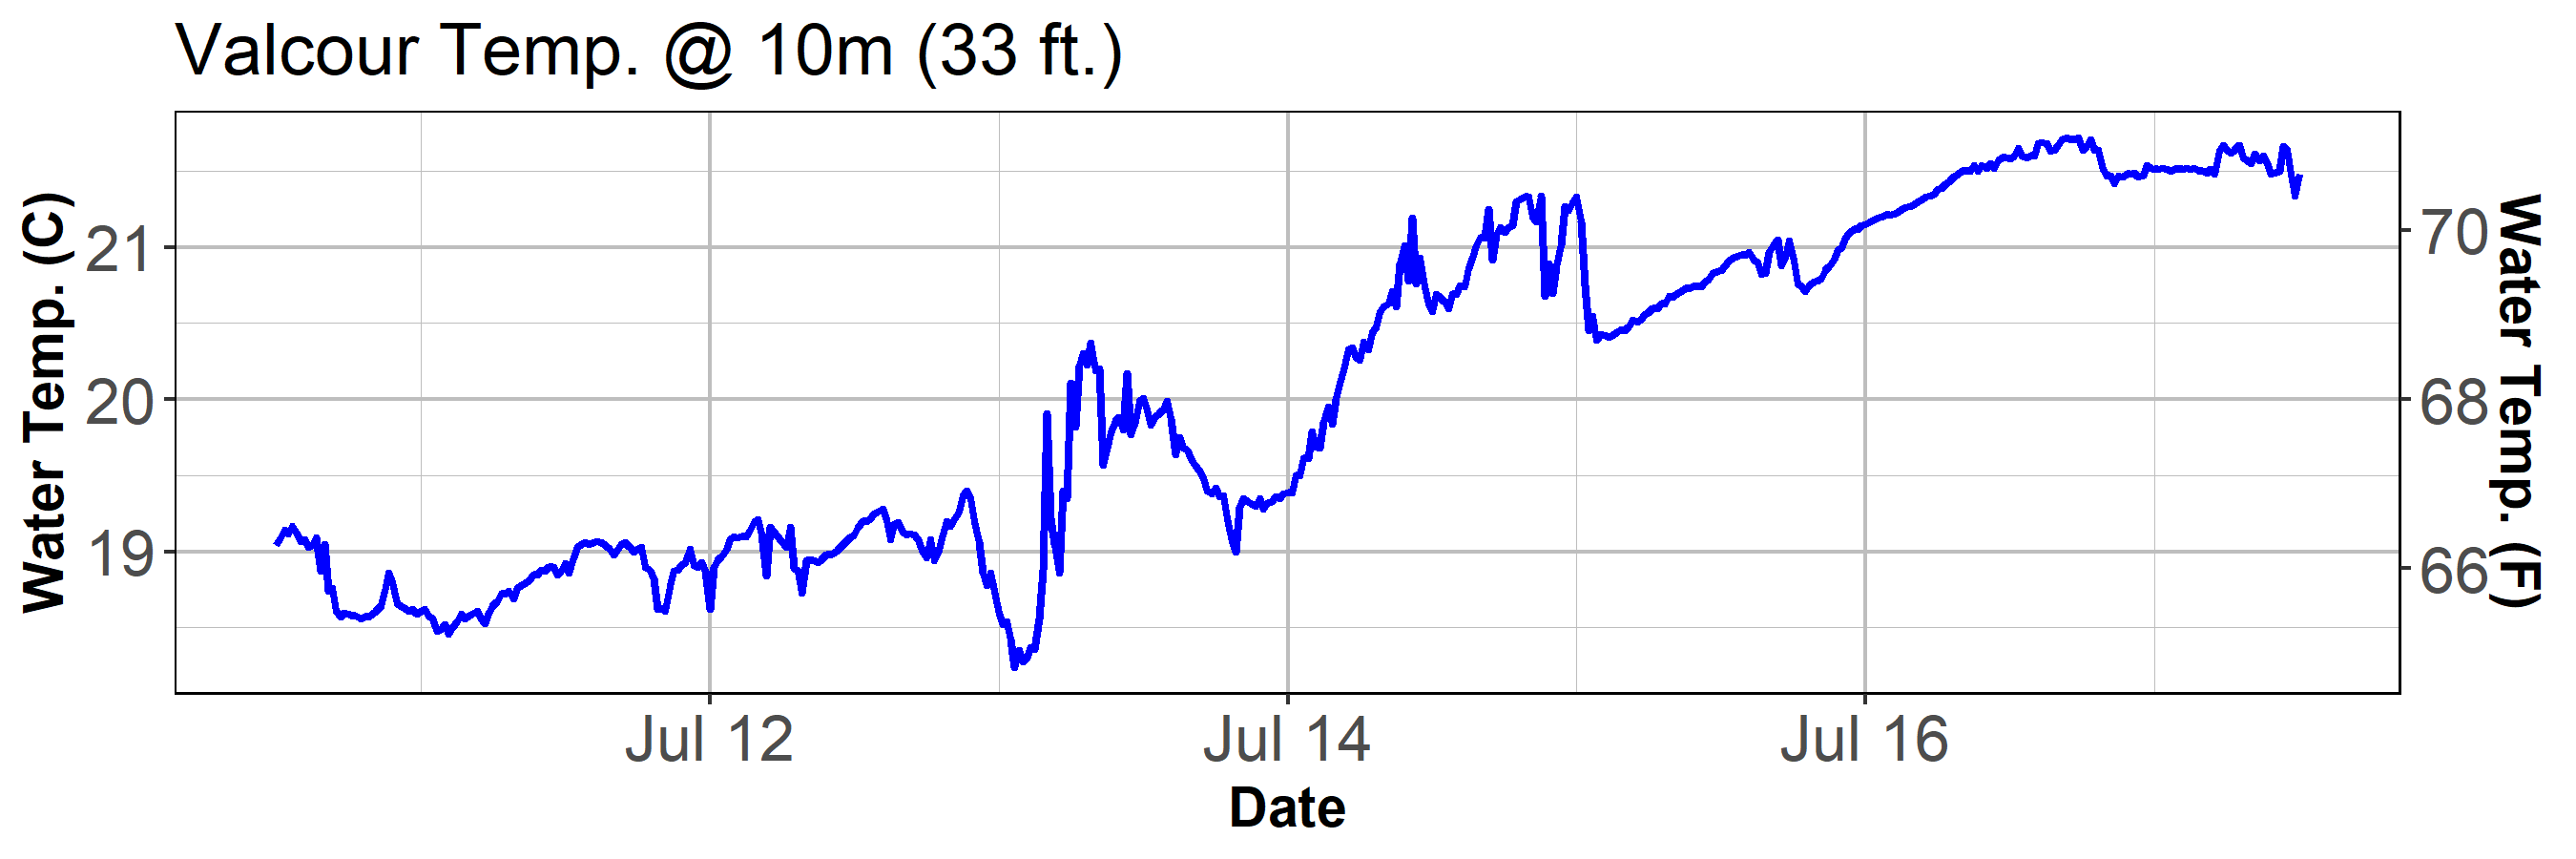 Valcour Temp. @ 10m (33 ft.)
Water Temp. (C)
21
20
19
70
68
66
Water Temp. (F)
Jul 12
Jul 14
Jul 16
Date